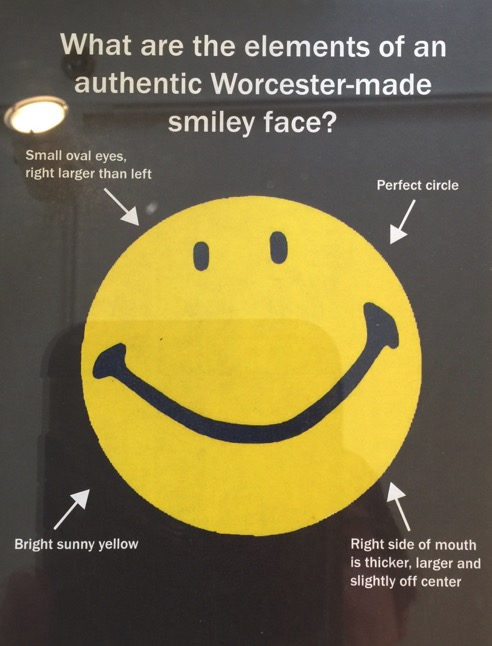 What are the elements of an
authentic Worcester-made
smiley face?
Small oval eyes,
right larger than left
Perfect circle
Bright sunny yellow
Right side of mouth
is thicker, larger and
slightly off center